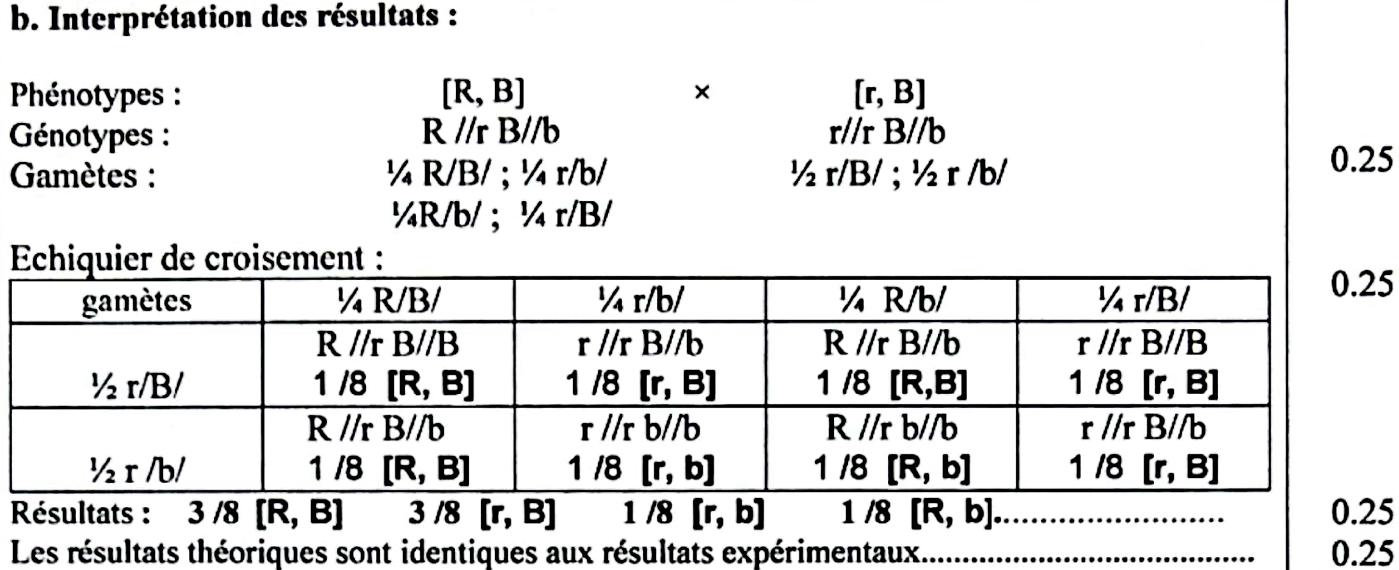 b. Interprétation des résultats :
Phénotypes : [R, B] × [r, B]
Génotypes : R //r B//b r//r B//b
Gamètes : ¼ R/B/ ; ¼ r/b/ ½ r/B/ ; ½ r /b/ 0.25
¼R/b/ ; ¼ r/B/
Echiquier de croisement :
gamètes ¼ R/B/ ¼ r/b/ ¼ R/b/ ¼ r/B/ 0.25
R //r B//B r //r B//b R //r B//b r //r B//B
½ r/B/ 1 /8 [R, B] 1 /8 [r, B] 1 /8 [R,B] 1 /8 [r, B]
R //r B//b r //r b//b R //r b//b r //r B//b
½ r /b/ 1 /8 [R, B] 1 /8 [r, b] 1 /8 [R, b] 1 /8 [r, B]
Résultats : 3 /8 [R, B] 3 /8 [r, B] 1 /8 [r, b] 1 /8 [R, b]........................ 0.25
Les résultats théoriques sont identiques aux résultats expérimentaux........................................ 0.25